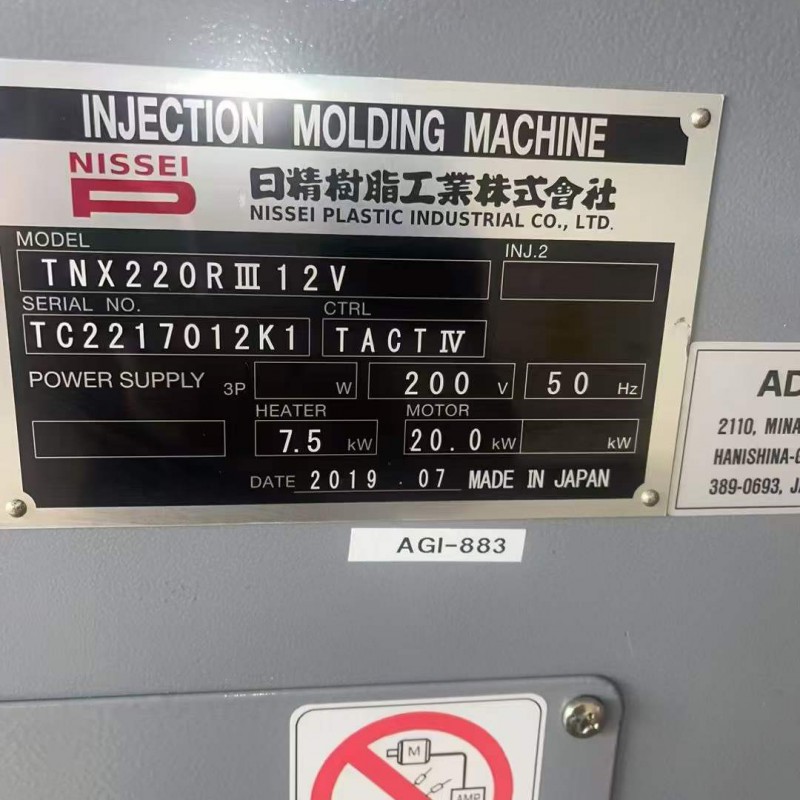 INJECTION MOLDING MACHINE
NISSEI
日精樹脂工業株式會社
NISSEI PLASTIC INDUSTRIAL CO., LTD.
MODEL
INJ.2
TNX220RⅢ12V
SERIAL NO.
CTRL
TC2217012K1
TACTⅣ
POWER SUPPLY 3P W 200 V 50 Hz
HEATER
MOTOR
7.5 kW 20.0 kW kW
DATE 2019 . 07 MADE IN JAPAN
AD
2110, MINA
HANISHINA-G
389-0693, JA
AGI-883
M
AMP